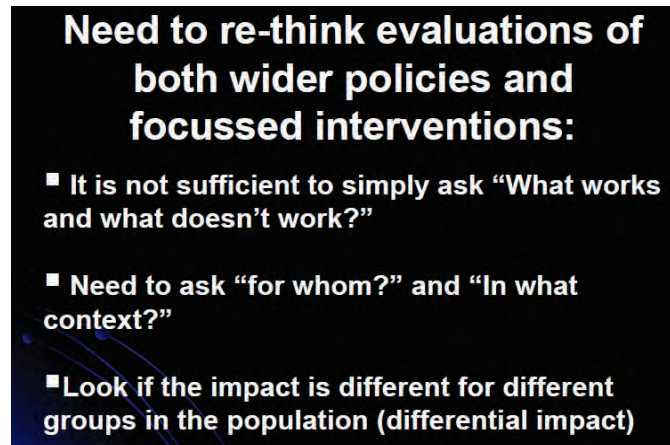 Need to re-think evaluations of
both wider policies and
focussed interventions:
▪ It is not sufficient to simply ask “What works
and what doesn’t work?”
▪ Need to ask “for whom?” and “In what
context?”
▪Look if the impact is different for different
groups in the population (differential impact)